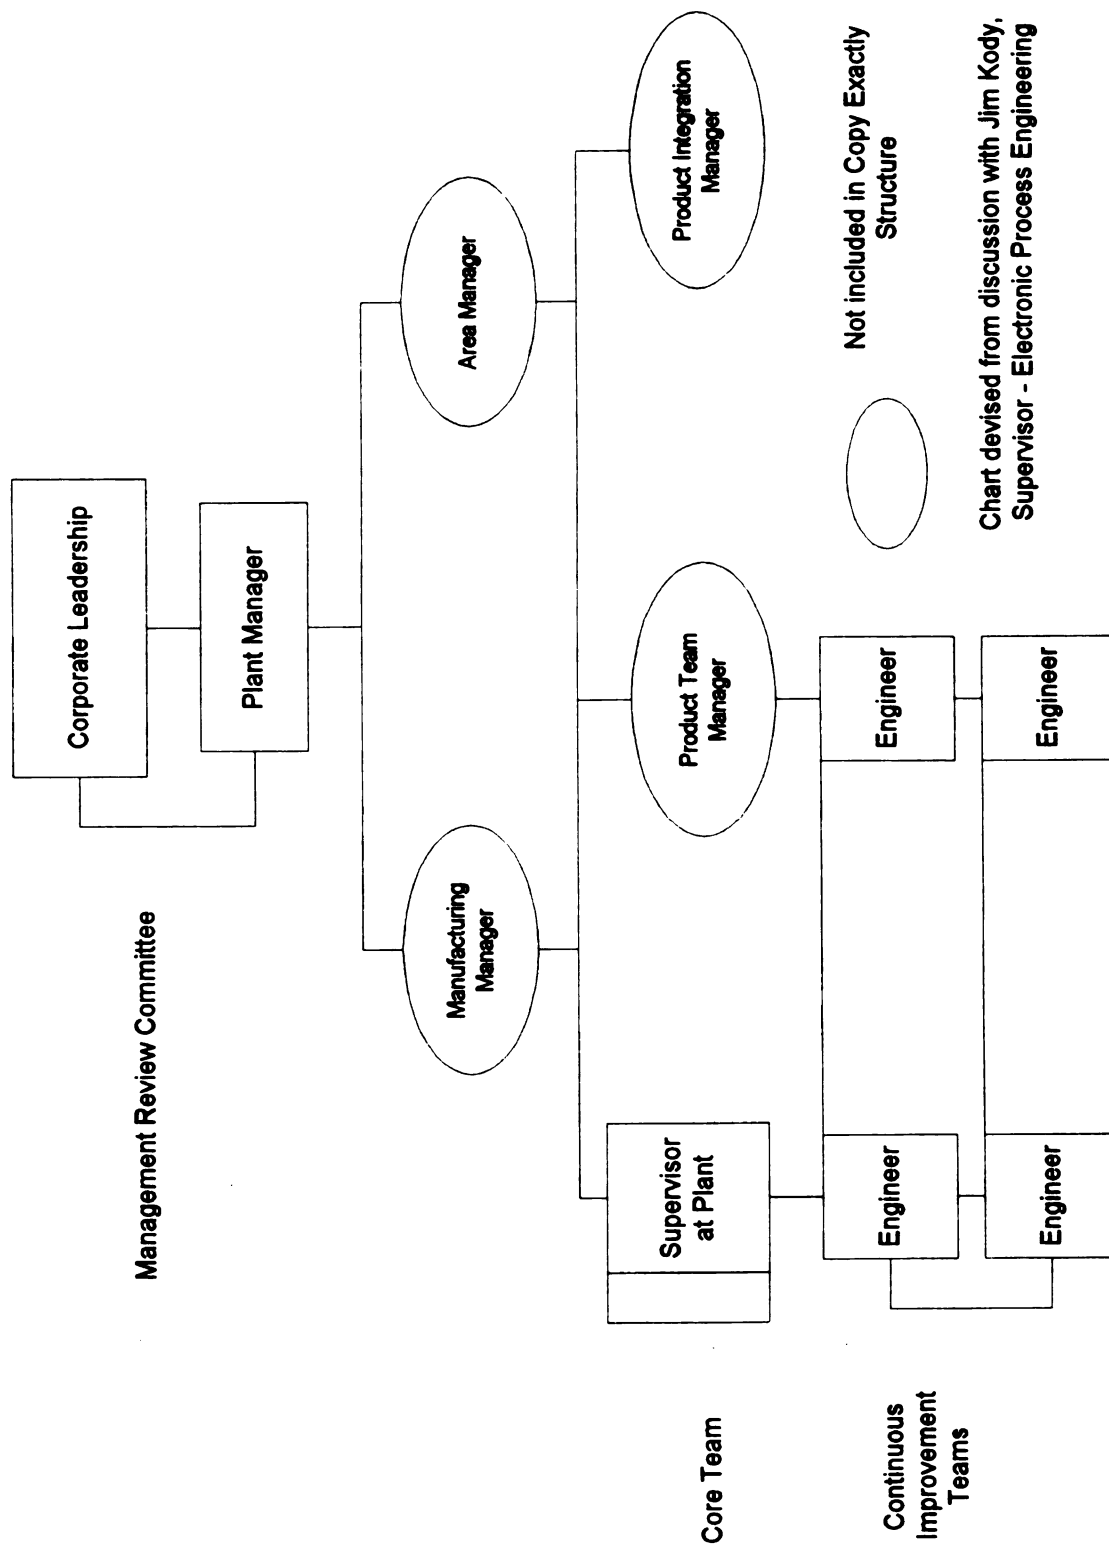 Corporate Leadership
Management Review Committee
Plant Manager
Manufacturing
Manager
Area Manager
Core Team
Supervisor
at Plant
Product Team
Manager
Product Integration
Manager
Continuous
Improvement
Teams
Engineer
Engineer
Engineer
Engineer
Not included in Copy Exactly
Structure
Chart devised from discussion with Jim Kody,
Supervisor - Electronic Process Engineering